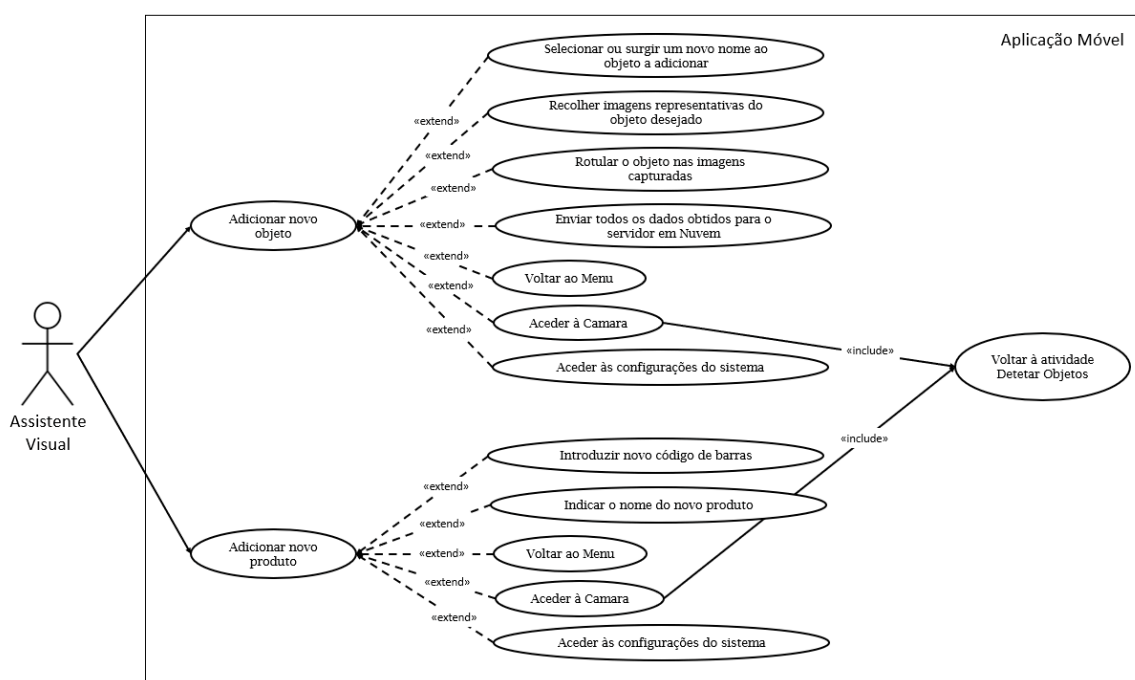 Aplicação Móvel
Selecionar ou surgir um novo nome ao
objeto a adicionar
Recolher imagens representativas do
objeto desejado
«extend»
«extend»
Rotular o objeto nas imagens
capturadas
«extend»
Adicionar novo
objeto
«extend»
Enviar todos os dados obtidos para o
servidor em Nuvem
«extend»
Voltar ao Menu
«extend»
Aceder à Camara
«extend»
Aceder às configurações do sistema
«include»
Voltar à atividade
Detetar Objetos
Assistente
Visual
«include»
Introduzir novo código de barras
«extend»
Indicar o nome do novo produto
«extend»
Adicionar novo
produto
«extend»
Voltar ao Menu
«extend»
Aceder à Camara
«extend»
Aceder às configurações do sistema